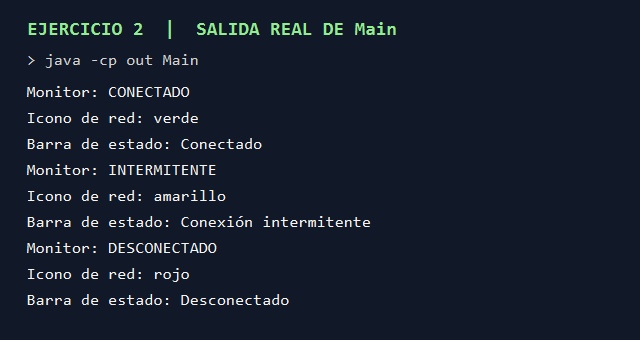 EJERCICIO 2 | SALIDA REAL DE Main
> java -cp out Main
Monitor: CONECTADO
Icono de red: verde
Barra de estado: Conectado
Monitor: INTERMITENTE
Icono de red: amarillo
Barra de estado: Conexión intermitente
Monitor: DESCONECTADO
Icono de red: rojo
Barra de estado: Desconectado